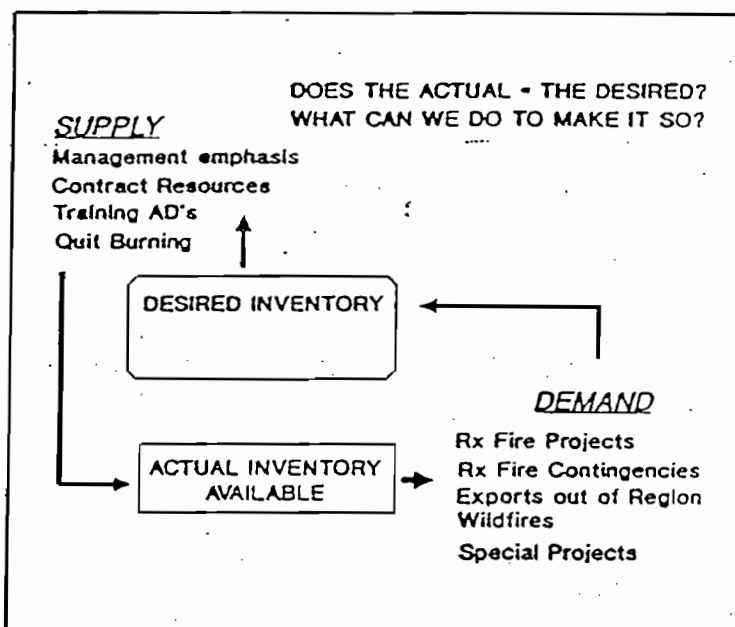 DOES THE ACTUAL = THE DESIRED?
WHAT CAN WE DO TO MAKE IT SO?
SUPPLY
Management emphasis
Contract Resources
Training AD's
Quit Burning
DESIRED INVENTORY
DEMAND
Rx Fire Projects
Rx Fire Contingencies
Exports out of Region
Wildfires
Special Projects
ACTUAL INVENTORY
AVAILABLE